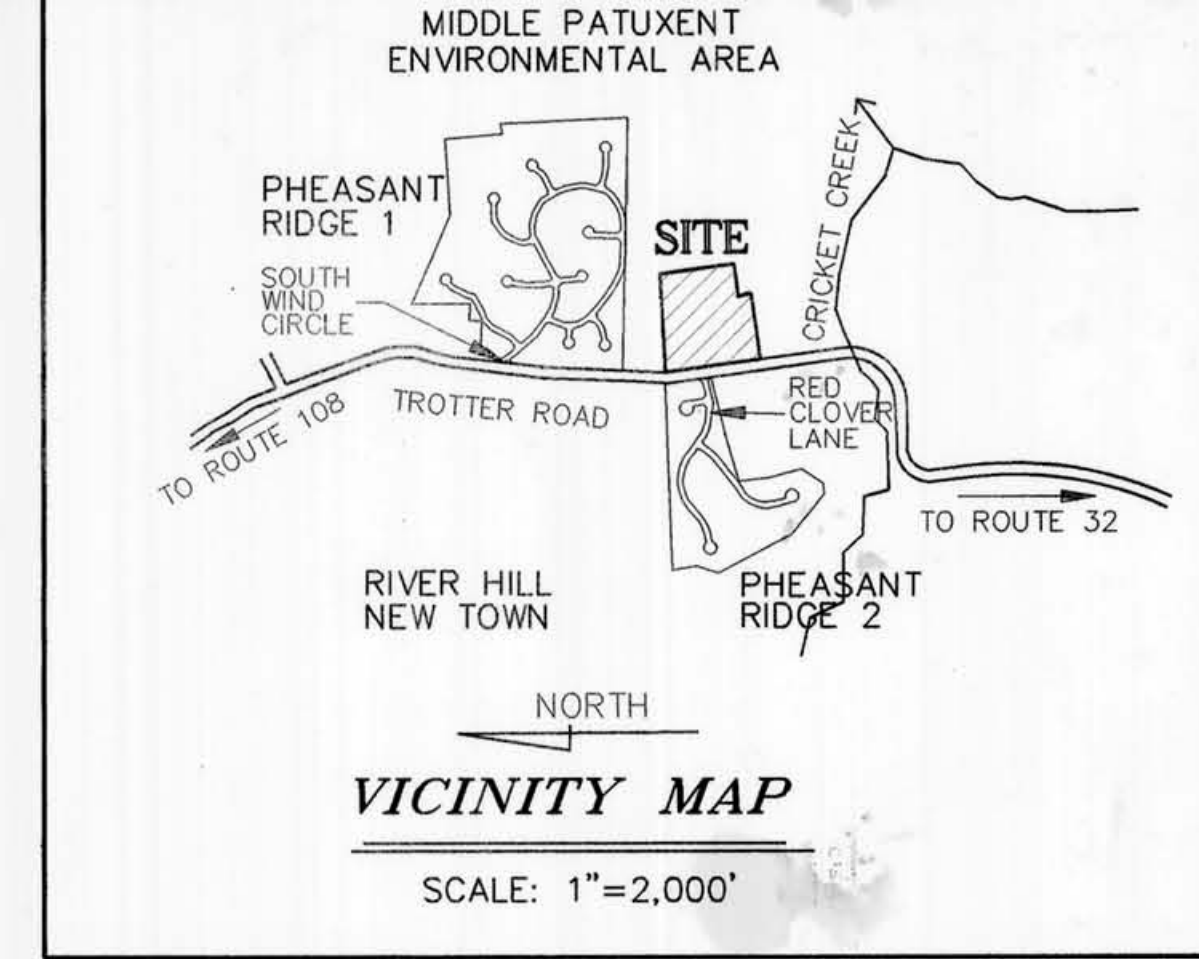 MIDDLE PATUXENT
ENVIRONMENTAL AREA
PHEASANT
RIDGE 1
SITE
CRICKET CREEK
SOUTH
WIND
CIRCLE
TROTTER ROAD
RED
CLOVER
LANE
TO ROUTE 108
TO ROUTE 32
RIVER HILL
NEW TOWN
PHEASANT
RIDGE 2
NORTH
VICINITY MAP
SCALE: 1"=2,000'